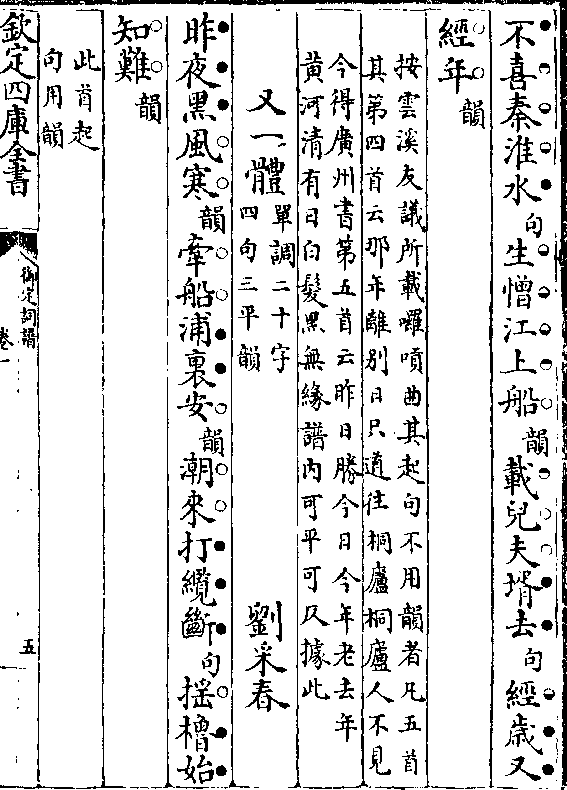 不喜秦淮水句生憎江上船韻載兒夫壻去句經歲又
經年韻
按雲溪友議所載囉嗊曲其起句不用韻者凡五首
其第四首云那年離别日只道往桐廬桐廬人不見
今得廣州書第五首云昨日勝今日今年老去年
黄河清有日白髮黑無緣譜内可平可仄據此
又一體單調二十字
四句三平韻
劉采春
昨夜黑風寒韻牽船浦裏安韻潮來打纜斷句揺櫓始
知難韻
此首起
句用韻
欽定四庫全書
御定詞譜
卷一
五